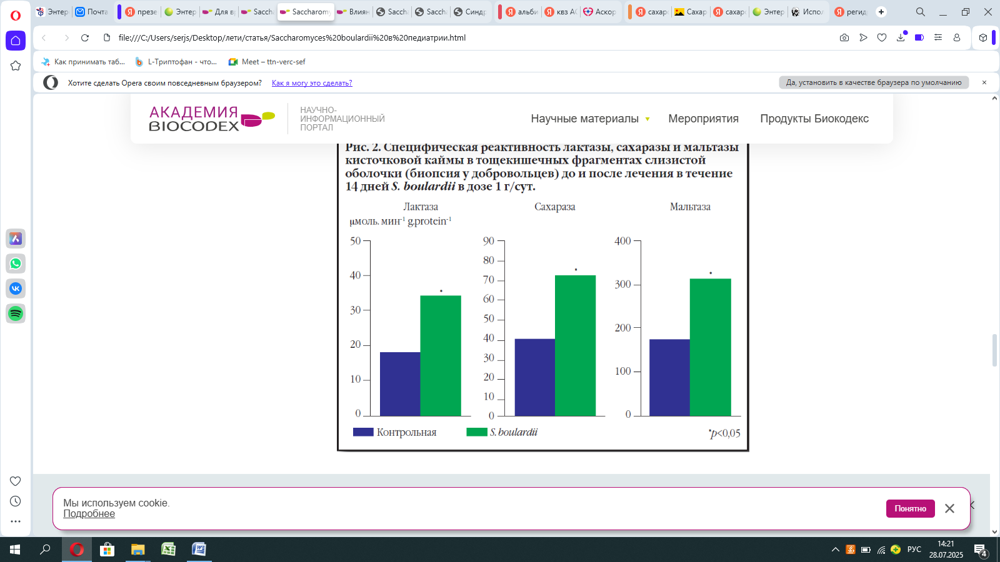 Энтер
Почта
презе
Энтер
Для в
Saccha
Saccharomy
Влиян
Saccha
Saccha
Синдр
альби
квз АС
Аскор
сахар
Сахар
сахар
Энтер
Испол
регид
file:///C:/Users/serjs/Desktop/лети/статья/Saccharomyces%20boulardii%20в%20педиатрии.html
Как принимать таб...
L-Триптофан - что...
Meet – ttn-verc-sef
Хотите сделать Opera своим повседневным браузером?
Как я могу это сделать?
Да, установить в качестве браузера по умолчанию
АКАДЕМИЯ
BIOCODEX
НАУЧНО-
ИНФОРМАЦИОННЫЙ
ПОРТАЛ
Научные материалы
Мероприятия
Продукты Биокодекс
Рис. 2. Специфическая реактивность лактазы, сахаразы и мальтазы
кисточковой каймы в тощекишечных фрагментах слизистой
оболочки (биопсия у добровольцев) до и после лечения в течение
14 дней S. boulardii в дозе 1 г/сут.
Лактаза
Сахараза
Мальтаза
μмоль. мин⁻¹ g.protein⁻¹
50
40
30
20
10
0
90
80
70
60
50
40
30
20
10
0
400
300
200
100
0
*
*
*
Контрольная
S. boulardii
*p<0,05
Мы используем cookie.
Подробнее
Понятно
РУС
14:21
28.07.2025
4